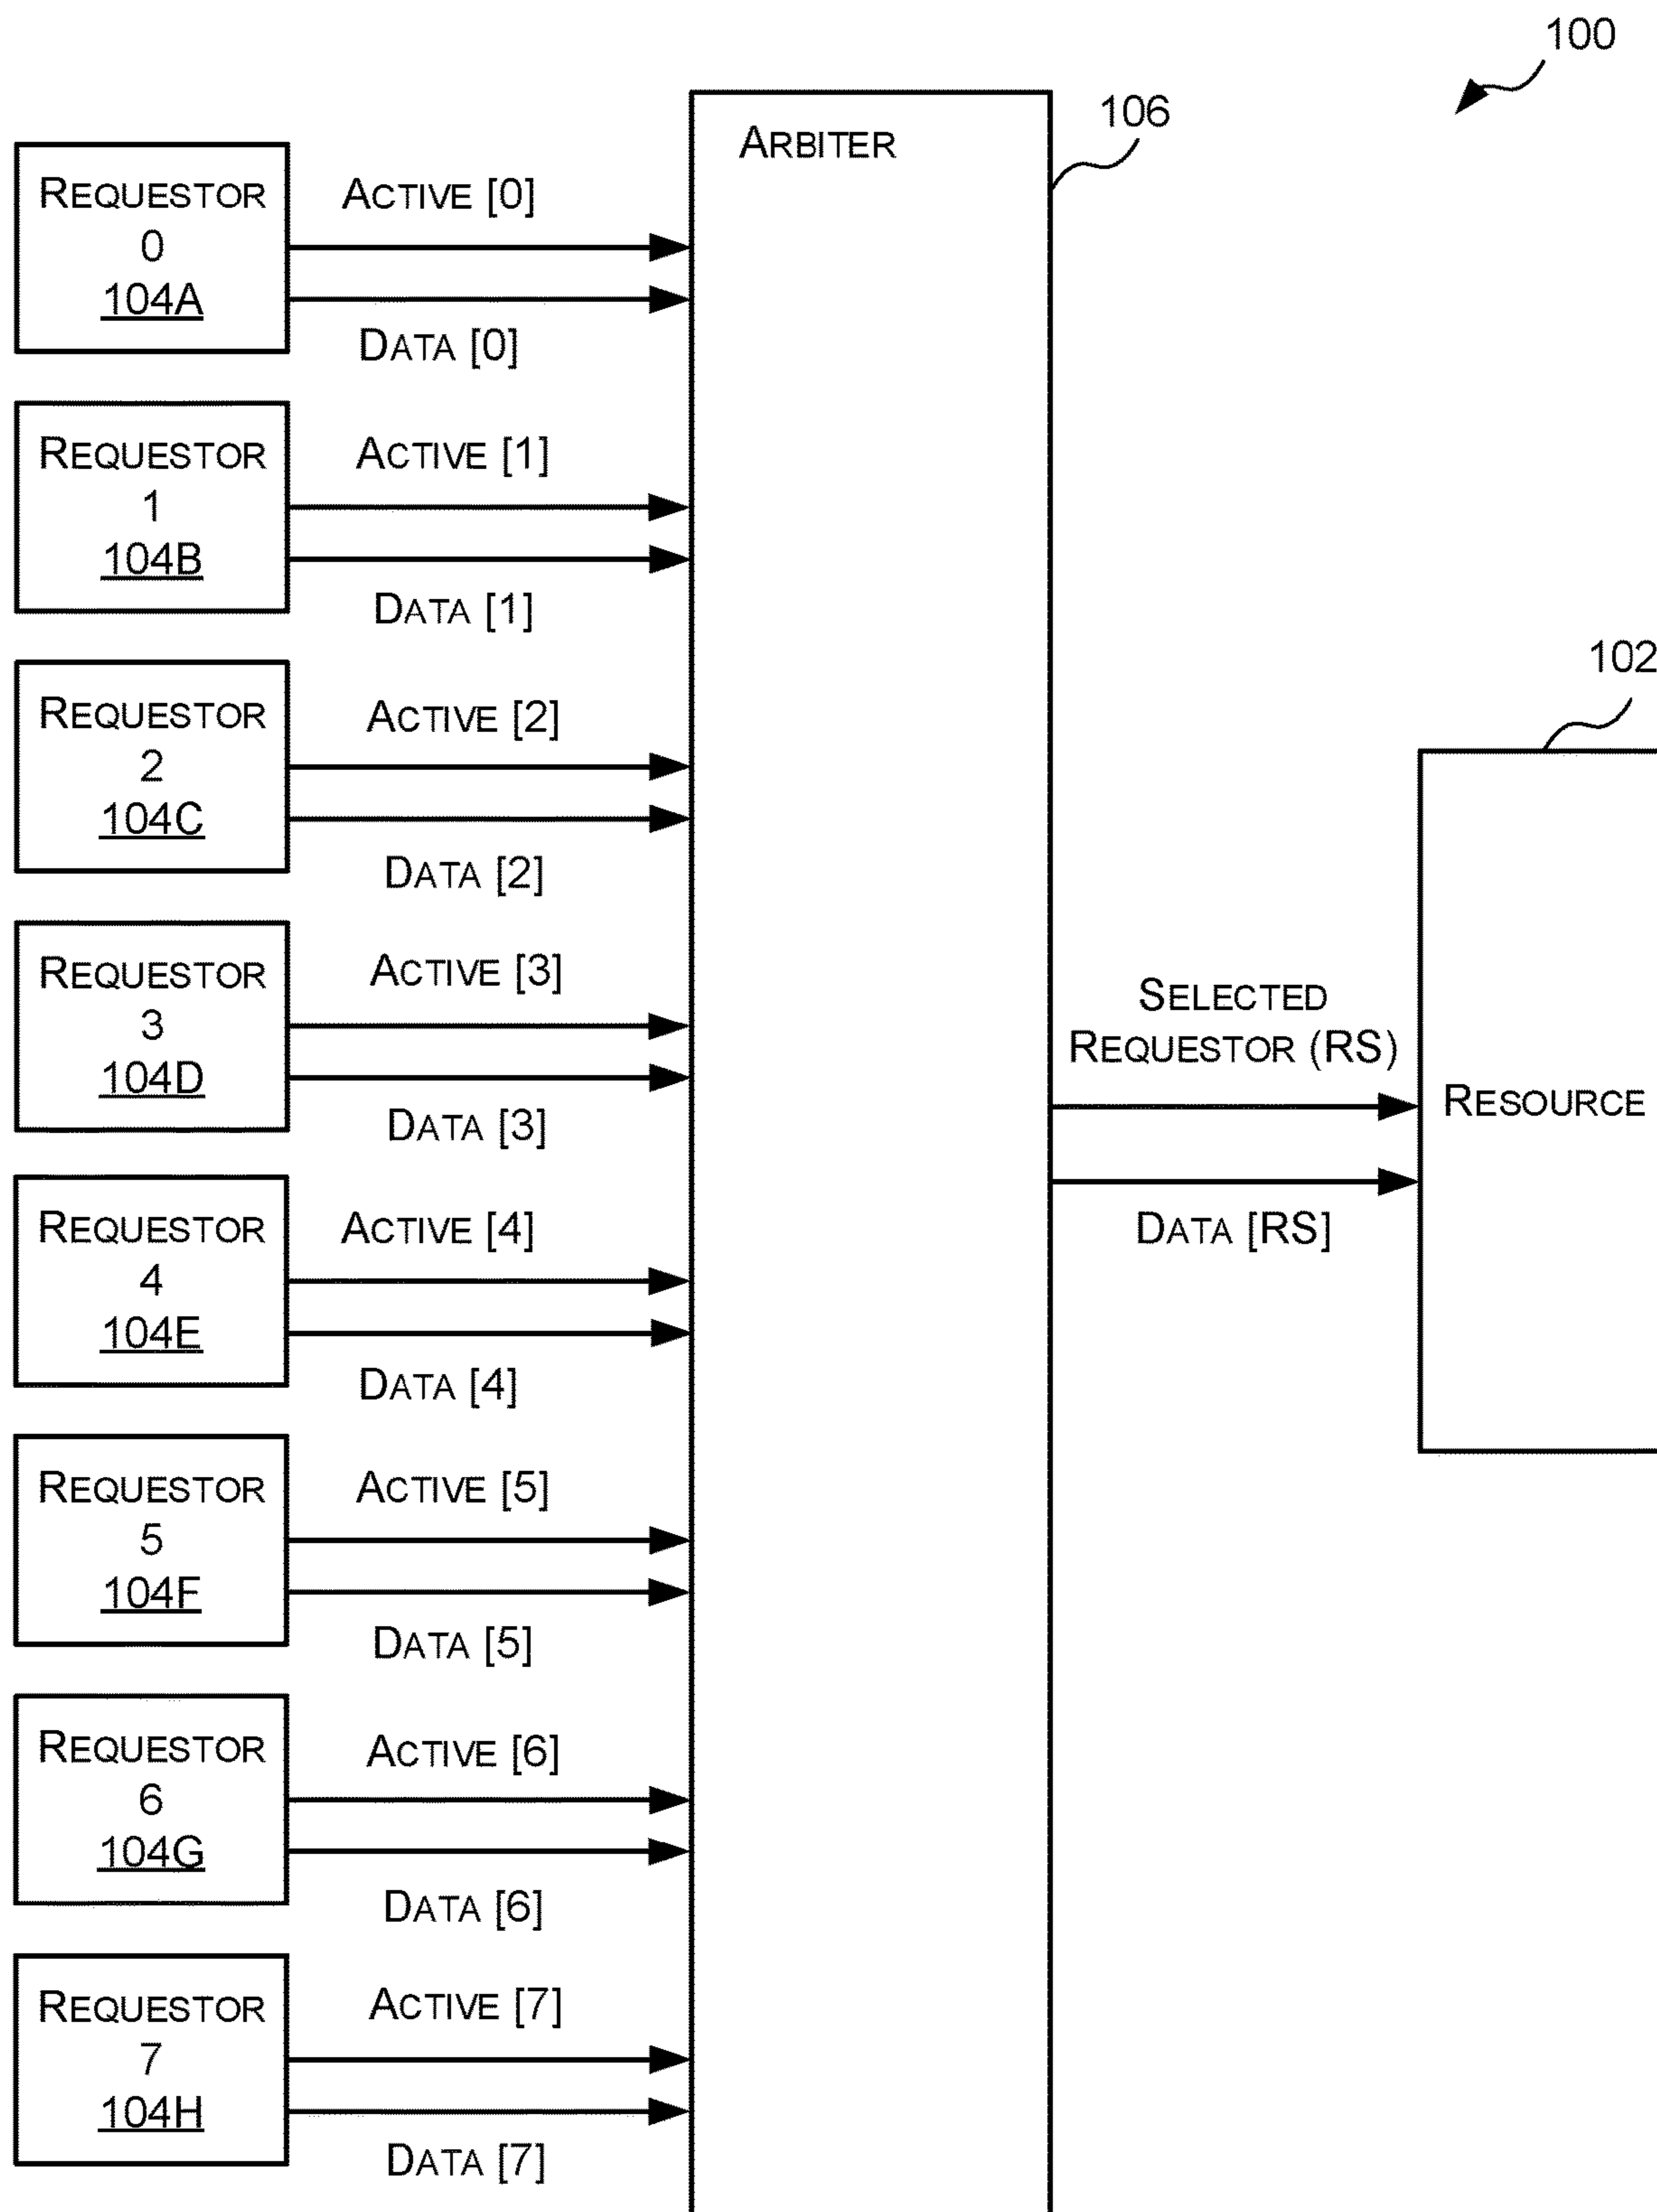 100
106
ARBITER
REQUESTOR
0
104A
ACTIVE [0]
DATA [0]
REQUESTOR
1
104B
ACTIVE [1]
DATA [1]
REQUESTOR
2
104C
ACTIVE [2]
DATA [2]
REQUESTOR
3
104D
ACTIVE [3]
DATA [3]
REQUESTOR
4
104E
ACTIVE [4]
DATA [4]
REQUESTOR
5
104F
ACTIVE [5]
DATA [5]
REQUESTOR
6
104G
ACTIVE [6]
DATA [6]
REQUESTOR
7
104H
ACTIVE [7]
DATA [7]
SELECTED
REQUESTOR (RS)
DATA [RS]
102
RESOURCE